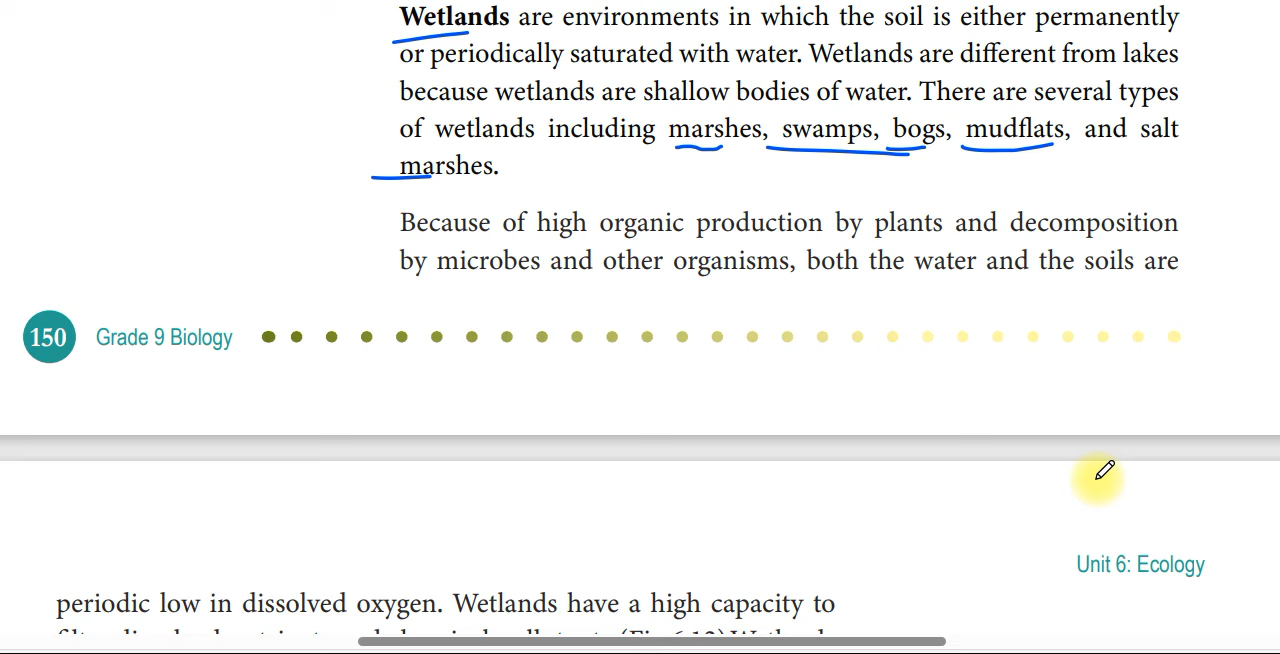 Wetlands are environments in which the soil is either permanently
or periodically saturated with water. Wetlands are different from lakes
because wetlands are shallow bodies of water. There are several types
of wetlands including marshes, swamps, bogs, mudflats, and salt
marshes.
Because of high organic production by plants and decomposition
by microbes and other organisms, both the water and the soils are
150 Grade 9 Biology
Unit 6: Ecology
periodic low in dissolved oxygen. Wetlands have a high capacity to